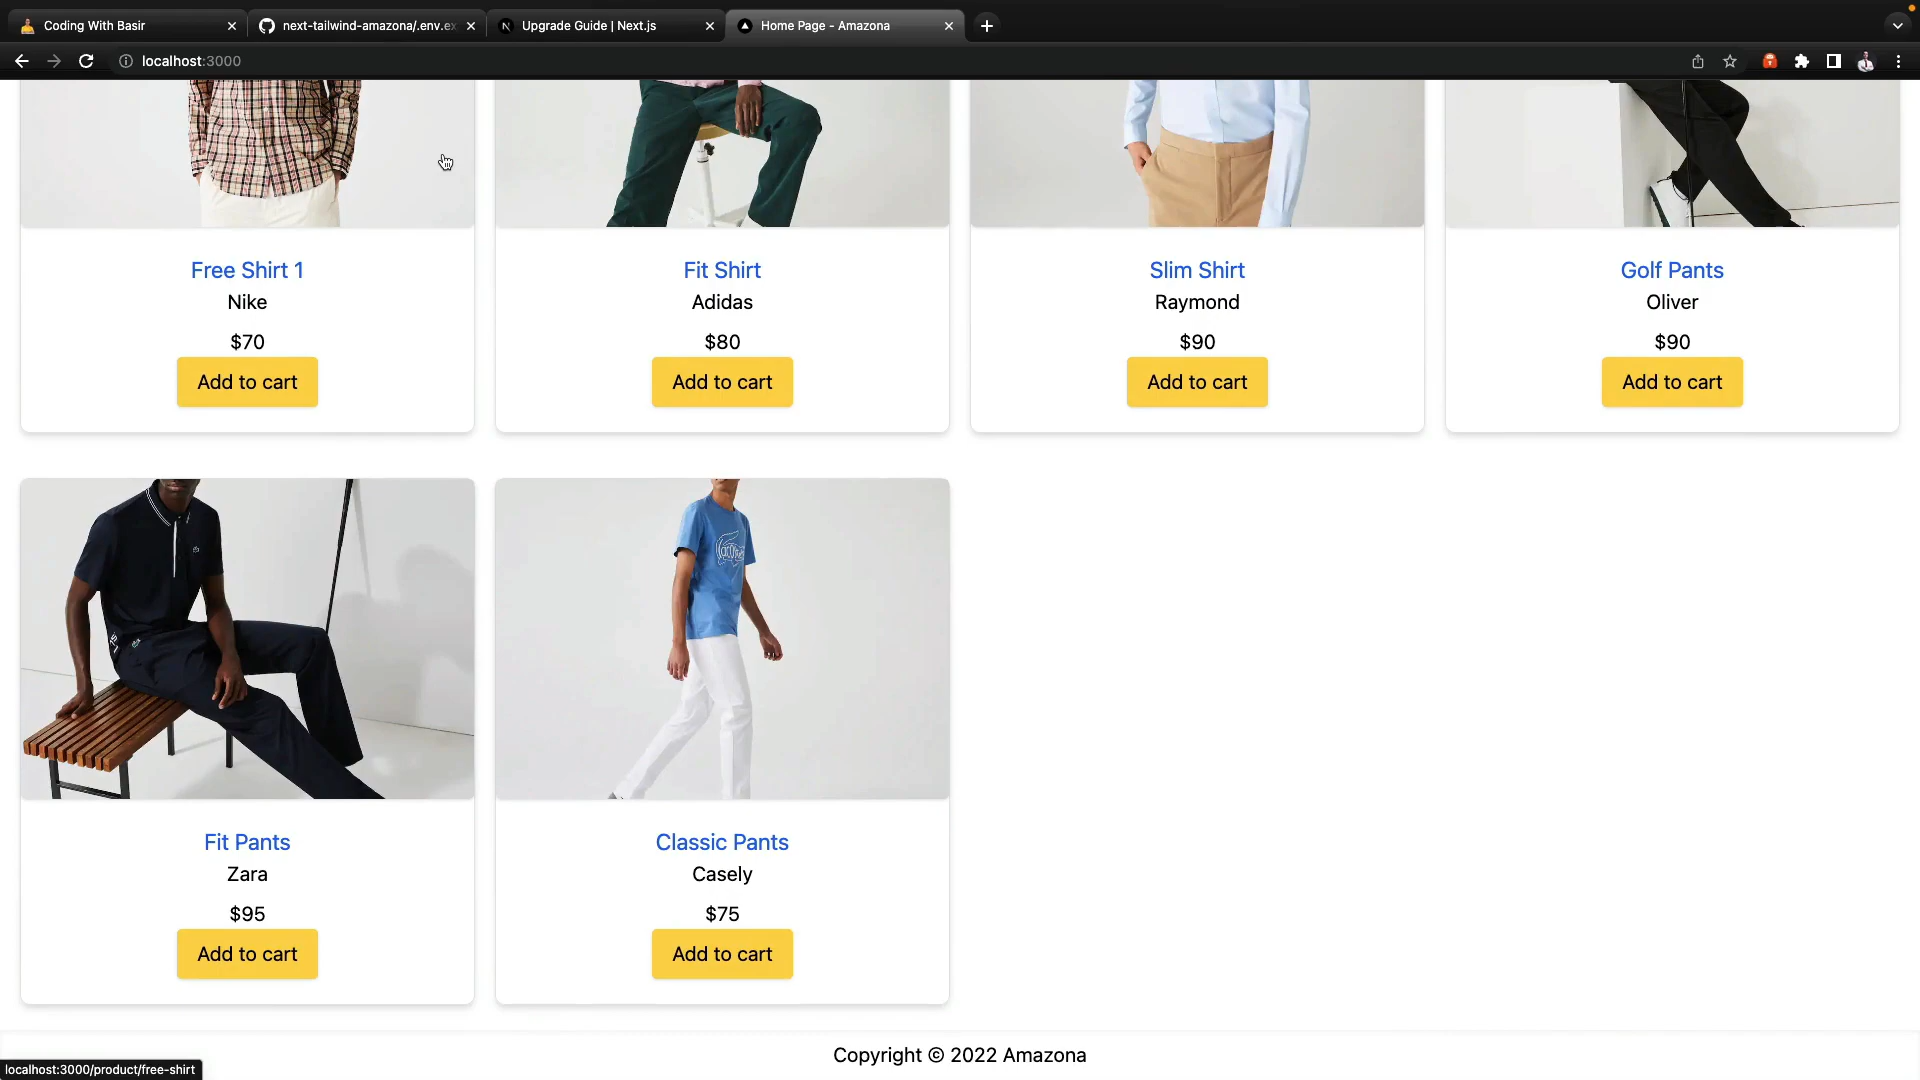 Coding With Basir
next-tailwind-amazona/.env.ex
Upgrade Guide | Next.js
Home Page - Amazona
localhost:3000
Free Shirt 1
Nike
$70
Add to cart
Fit Shirt
Adidas
$80
Add to cart
Slim Shirt
Raymond
$90
Add to cart
Golf Pants
Oliver
$90
Add to cart
Fit Pants
Zara
$95
Add to cart
Classic Pants
Casely
$75
Add to cart
Copyright © 2022 Amazona
localhost:3000/product/free-shirt